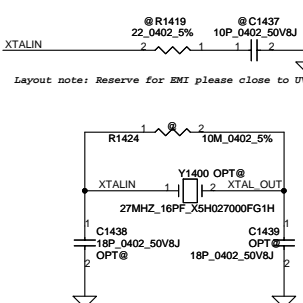 @ R1419 @ C1437
22_0402_5% 10P_0402_50V8J
XTALIN 2 1 1 2
Layout note: Reserve for EMI please close to
1 @ 2
R1424 10M_0402_5%
Y1400 OPT@
XTALIN 1 2 XTAL_OUT
27MHZ_16PF_X5H027000FG1H
1 1
C1438 C1439
18P_0402_50V8J OPT@
OPT@ 18P_0402_50V8J
2 2